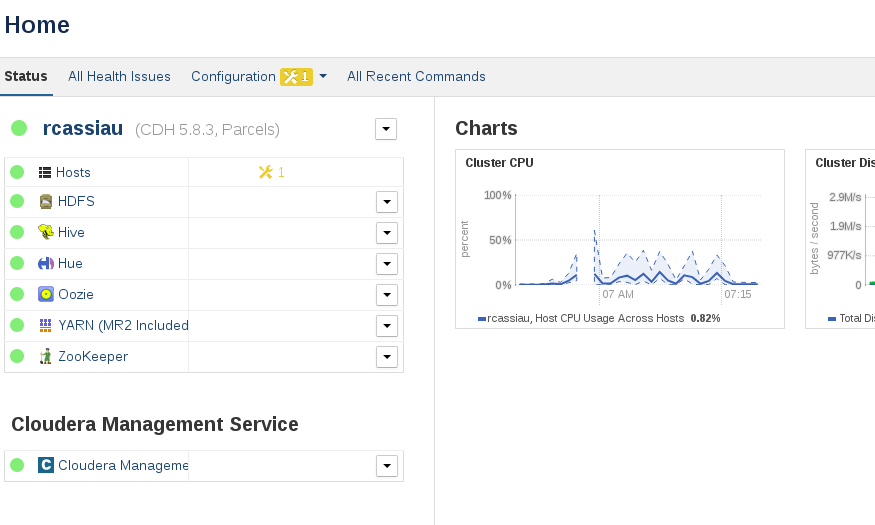 Home
Status All Health Issues Configuration 1 All Recent Commands
rcassiau (CDH 5.8.3, Parcels)
Hosts 1
HDFS
Hive
Hue
Oozie
YARN (MR2 Included
ZooKeeper
Cloudera Management Service
C Cloudera Manageme
Charts
Cluster CPU
percent
100%
50%
0%
07 AM 07:15
rcassiau, Host CPU Usage Across Hosts 0.82%
Cluster Dis
bytes / second
2.9M/s
1.9M/s
977K/s
0
Total Dis